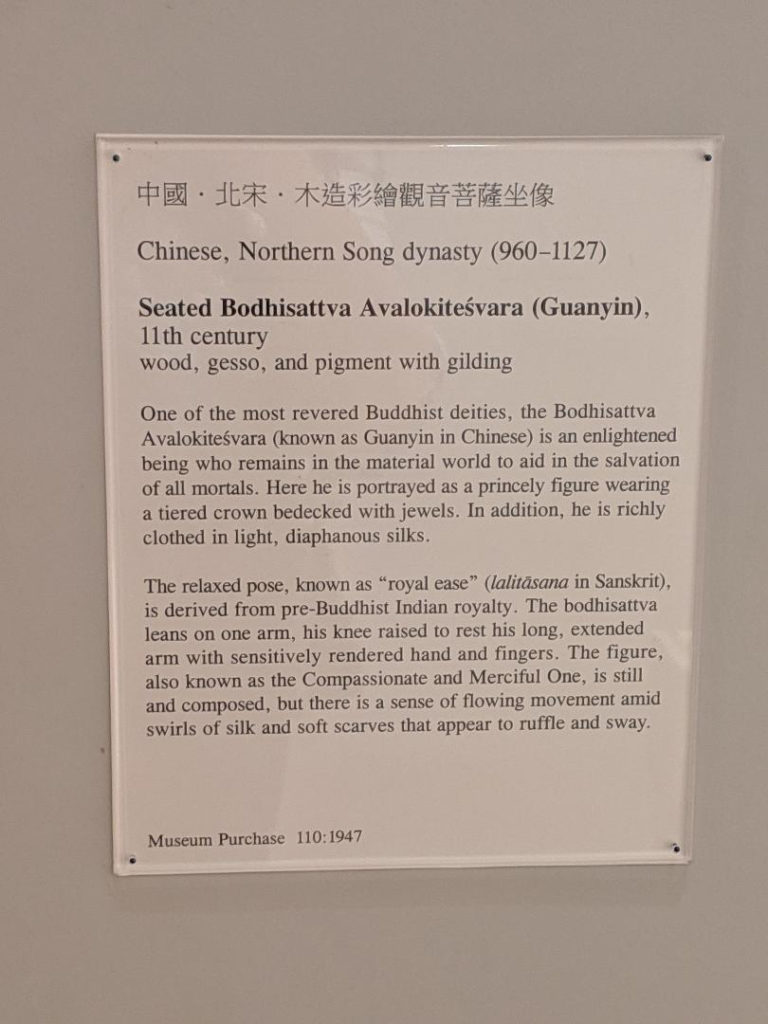 中國·北宋·木造彩繪觀音菩薩坐像
Chinese, Northern Song dynasty (960–1127)
Seated Bodhisattva Avalokiteśvara (Guanyin),
11th century
wood, gesso, and pigment with gilding
One of the most revered Buddhist deities, the Bodhisattva
Avalokiteśvara (known as Guanyin in Chinese) is an enlightened
being who remains in the material world to aid in the salvation
of all mortals. Here he is portrayed as a princely figure wearing
a tiered crown bedecked with jewels. In addition, he is richly
clothed in light, diaphanous silks.
The relaxed pose, known as “royal ease” (lalitāsana in Sanskrit),
is derived from pre-Buddhist Indian royalty. The bodhisattva
leans on one arm, his knee raised to rest his long, extended
arm with sensitively rendered hand and fingers. The figure,
also known as the Compassionate and Merciful One, is still
and composed, but there is a sense of flowing movement amid
swirls of silk and soft scarves that appear to ruffle and sway.
Museum Purchase 110:1947